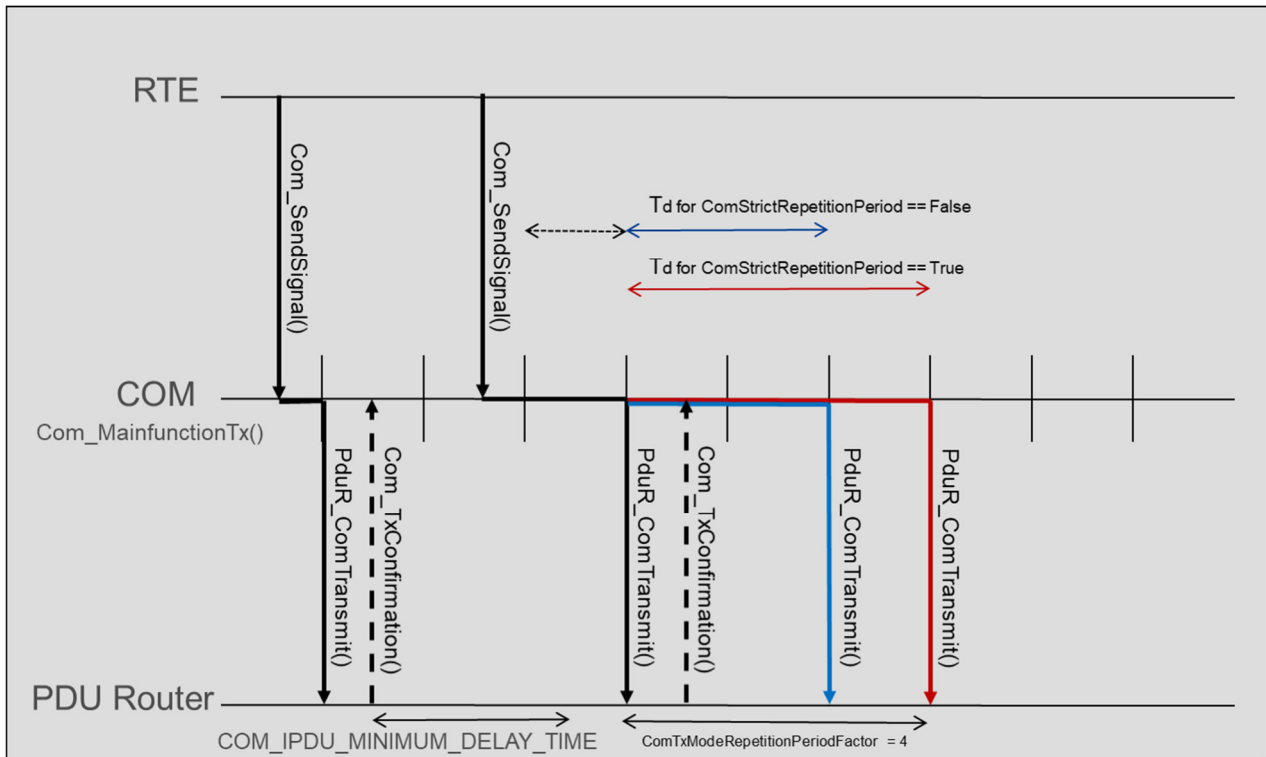 RTE
Com_SendSignal()
Com_SendSignal()
Td for ComStrictRepetitionPeriod == False
Td for ComStrictRepetitionPeriod == True
COM
Com_MainfunctionTx()
PduR_ComTransmit()
Com_TxConfirmation()
PduR_ComTransmit()
Com_TxConfirmation()
PduR_ComTransmit()
PduR_ComTransmit()
PDU Router
COM_IPDU_MINIMUM_DELAY_TIME
ComTxModeRepetitionPeriodFactor = 4